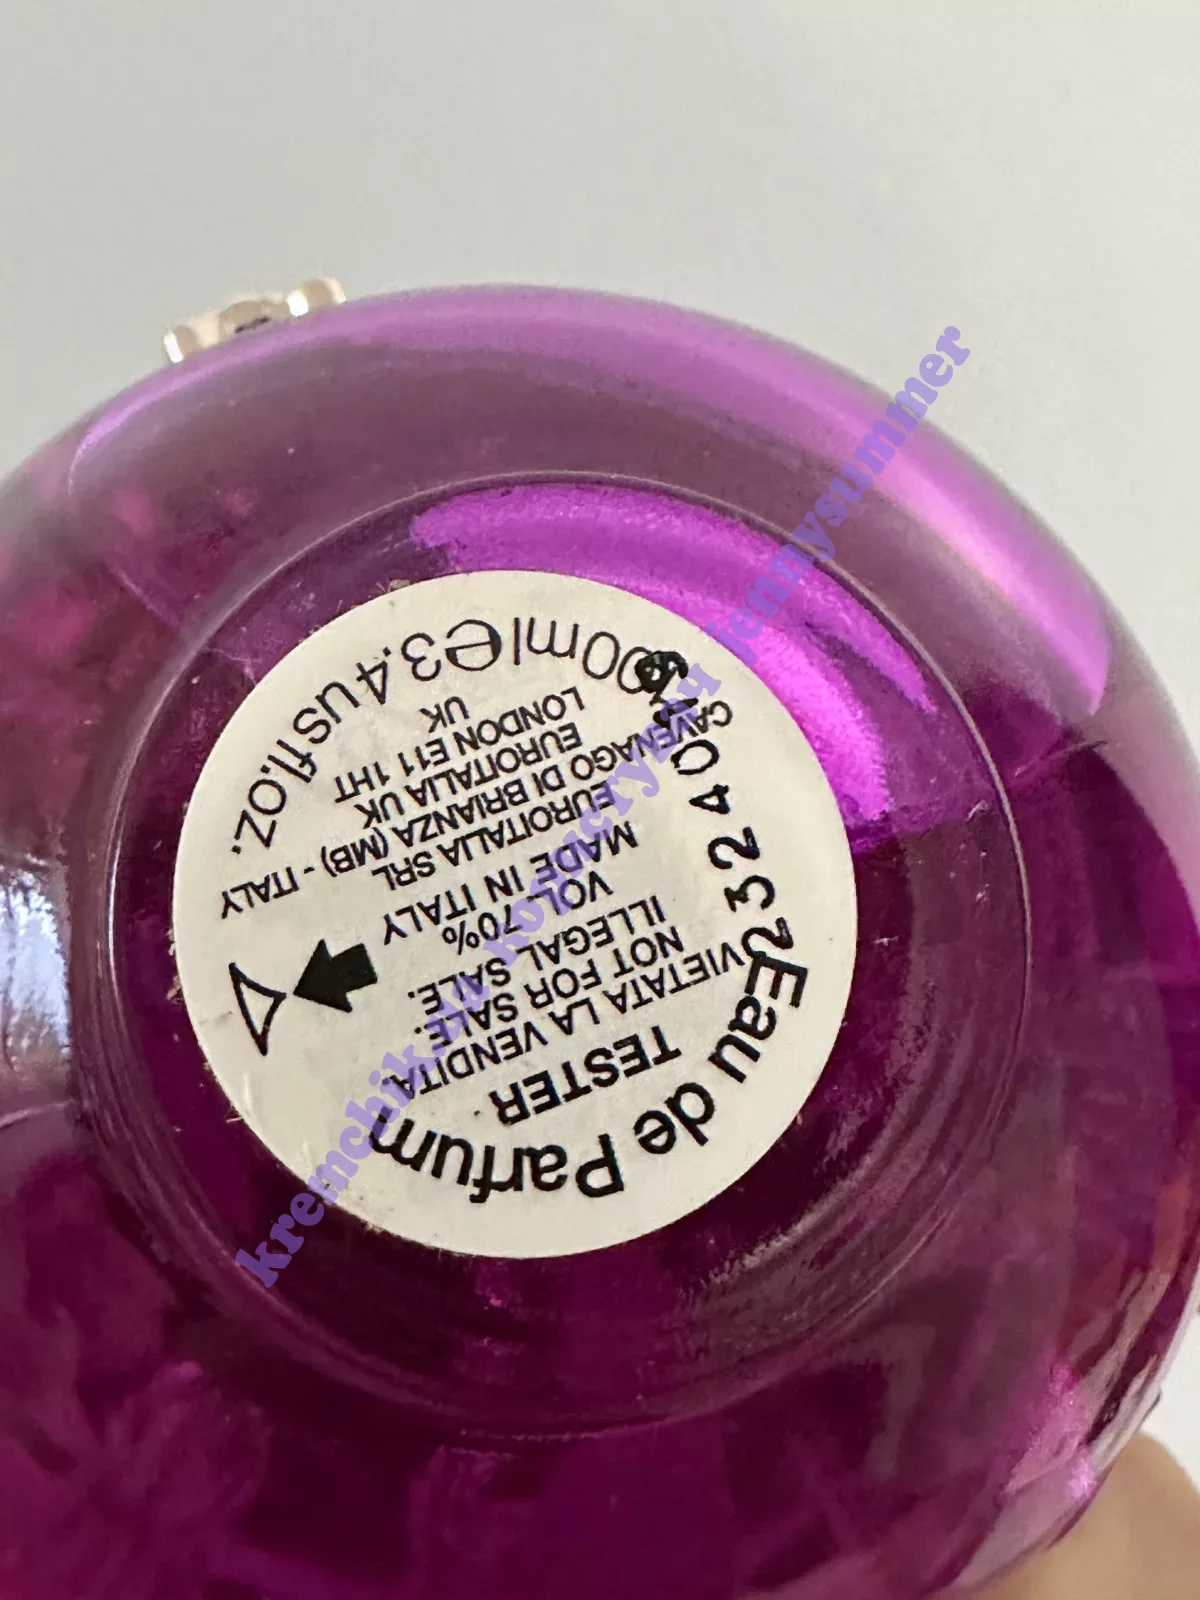 Eau de Parfum
TESTER
VIETATA LA VENDITA.
NOT FOR SALE.
ILLEGAL SALE.
VOL 70%
MADE IN ITALY
EUROITALIA SRL
CAVENAGO DI BRIANZA (MB) - ITALY
EUROITALIA UK
LONDON E11 1HT
UK
100ml e 3.4 us fl.oz.